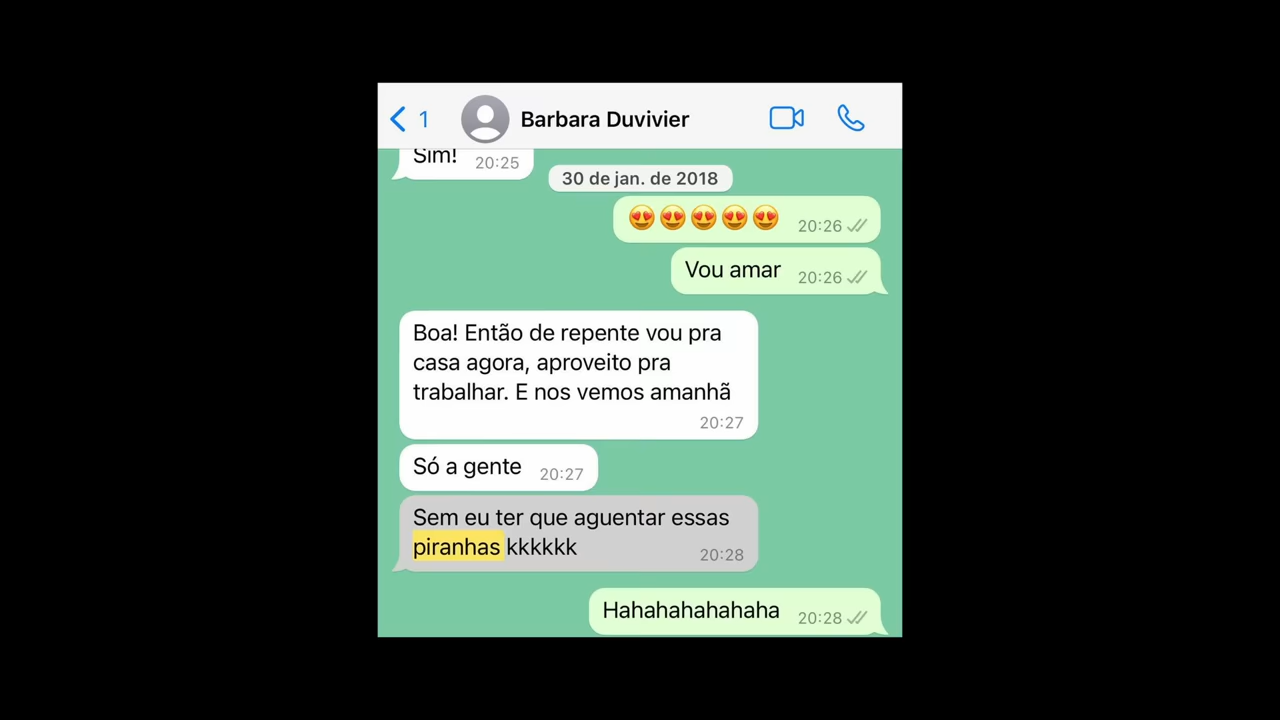 1 Barbara Duvivier
Sim! 20:25
30 de jan. de 2018
😍😍😍😍😍 20:26
Vou amar 20:26
Boa! Então de repente vou pra
casa agora, aproveito pra
trabalhar. E nos vemos amanhã
20:27
Só a gente 20:27
Sem eu ter que aguentar essas
piranhas kkkkkk 20:28
Hahahahahahaha 20:28